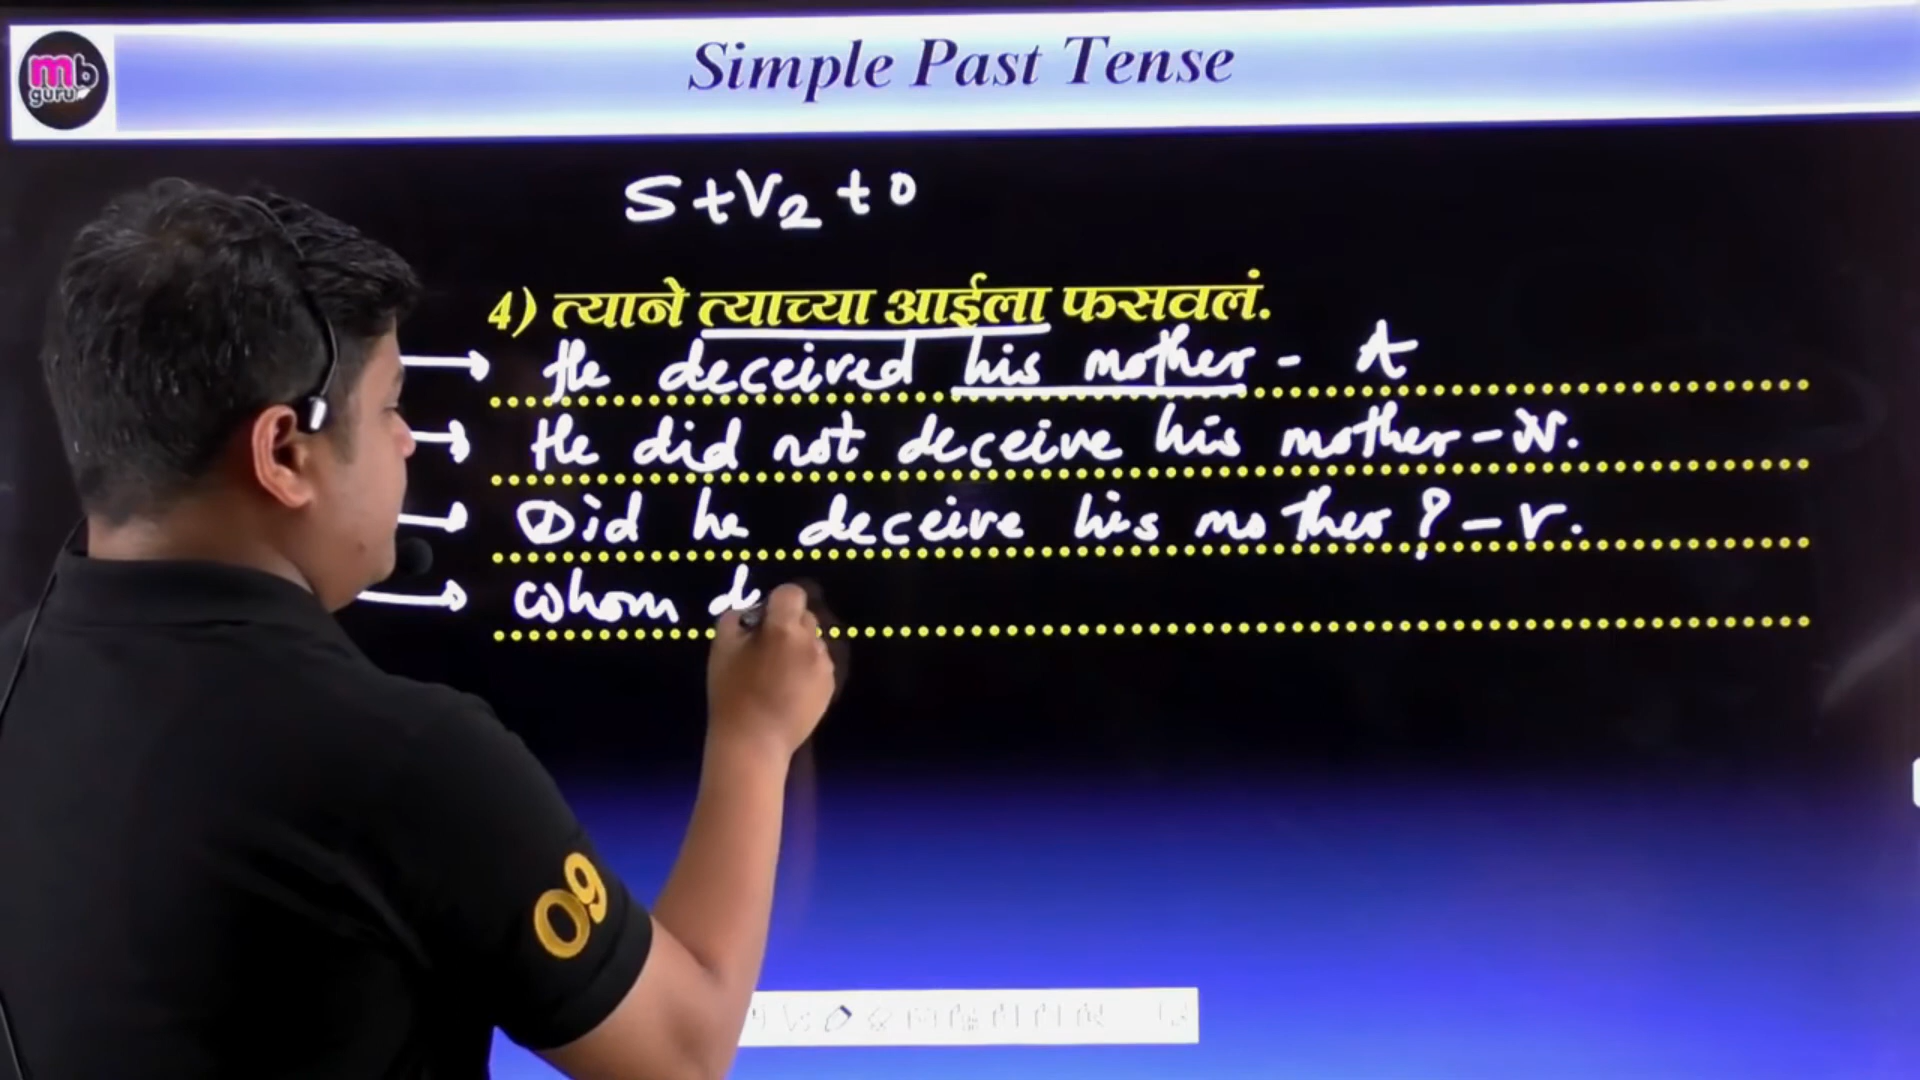 mb guru
Simple Past Tense
S + V2 + O
4) त्याने त्याच्या आईला फसवलं.
He deceived his mother - A
He did not deceive his mother - N.
Did he deceive his mother? - V.
Whom d
09